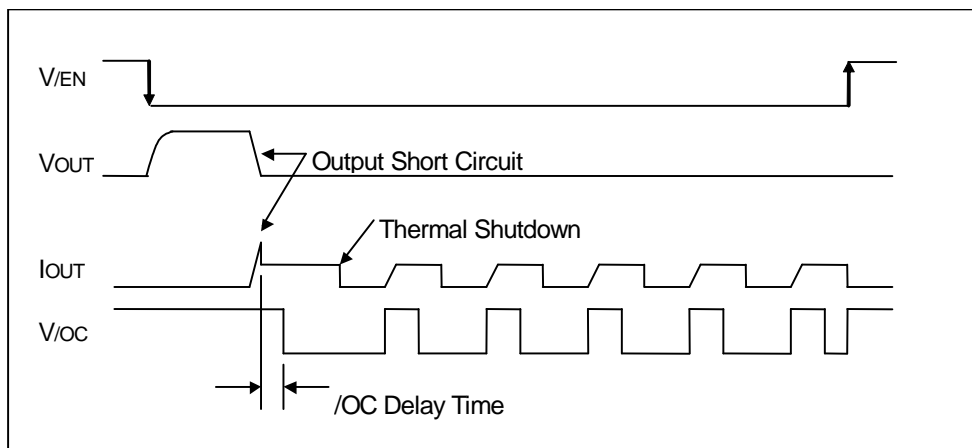 V/EN
VOUT
Output Short Circuit
Thermal Shutdown
IOUT
V/OC
/OC Delay Time